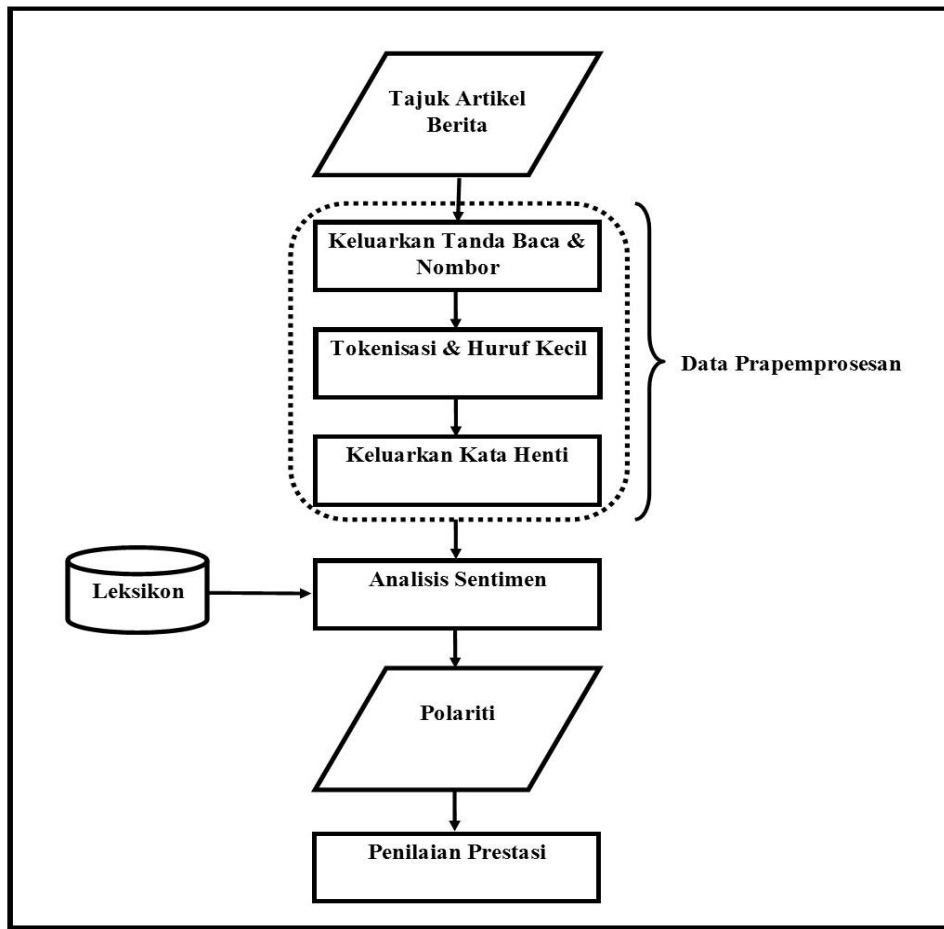 Tajuk Artikel
Berita
Keluarkan Tanda Baca &
Nombor
Tokenisasi & Huruf Kecil
Data Prapemprosesan
Keluarkan Kata Henti
Leksikon
Analisis Sentimen
Polariti
Penilaian Prestasi